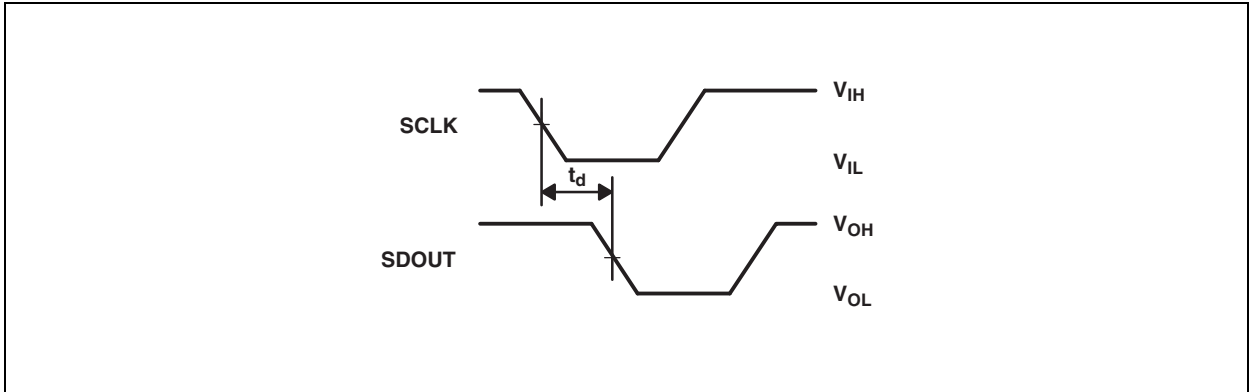 V_IH
SCLK
V_IL
t_d
V_OH
SDOUT
V_OL